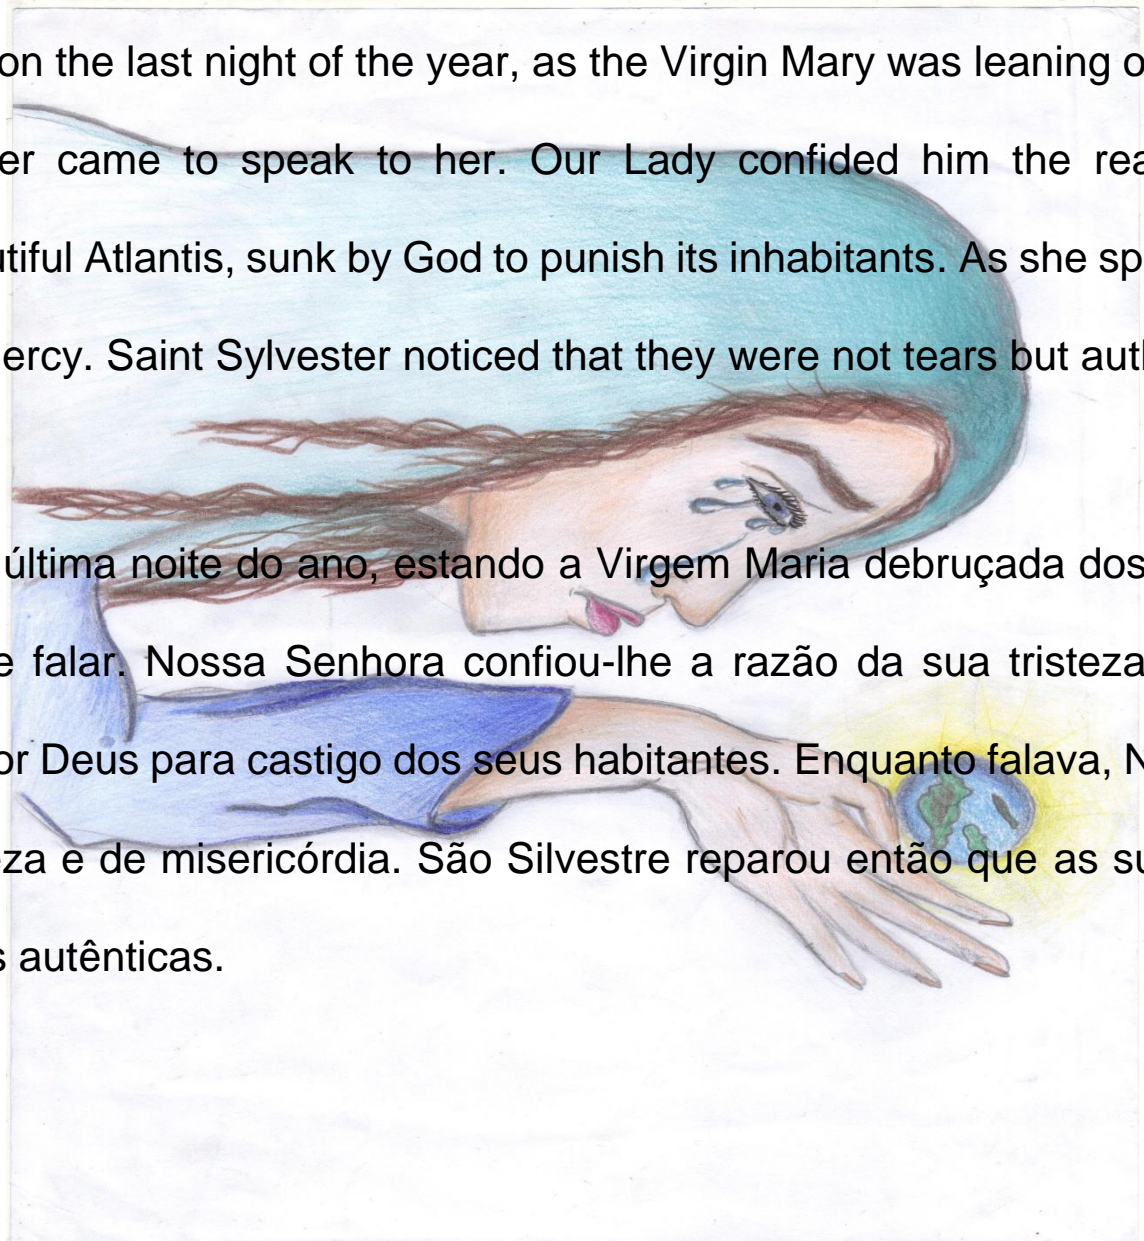 on the last night of the year, as the Virgin Mary was leaning o
er came to speak to her. Our Lady confided him the rea
utiful Atlantis, sunk by God to punish its inhabitants. As she sp
ercy. Saint Sylvester noticed that they were not tears but aut
última noite do ano, estando a Virgem Maria debruçada dos
e falar. Nossa Senhora confiou-lhe a razão da sua tristeza
or Deus para castigo dos seus habitantes. Enquanto falava, N
eza e de misericórdia. São Silvestre reparou então que as su
s autênticas.